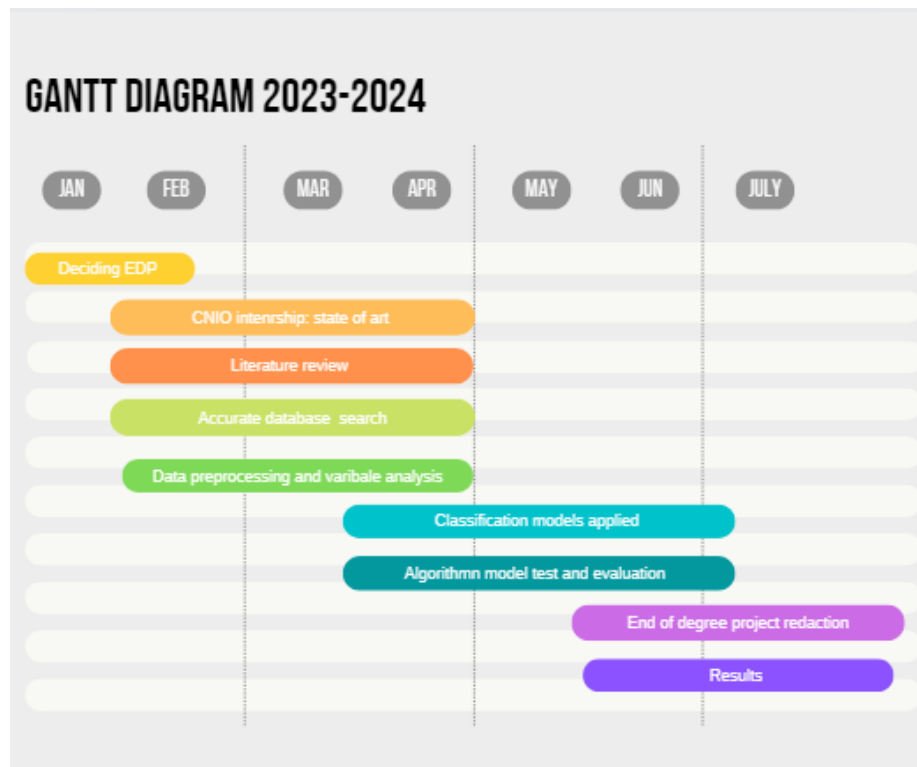 GANTT DIAGRAM 2023-2024
JAN FEB MAR APR MAY JUN JULY
Deciding EDP
CNIO intenrship: state of art
Literature review
Accurate database search
Data preprocessing and varibale analysis
Classification models applied
Algorithmn model test and evaluation
End of degree project redaction
Results